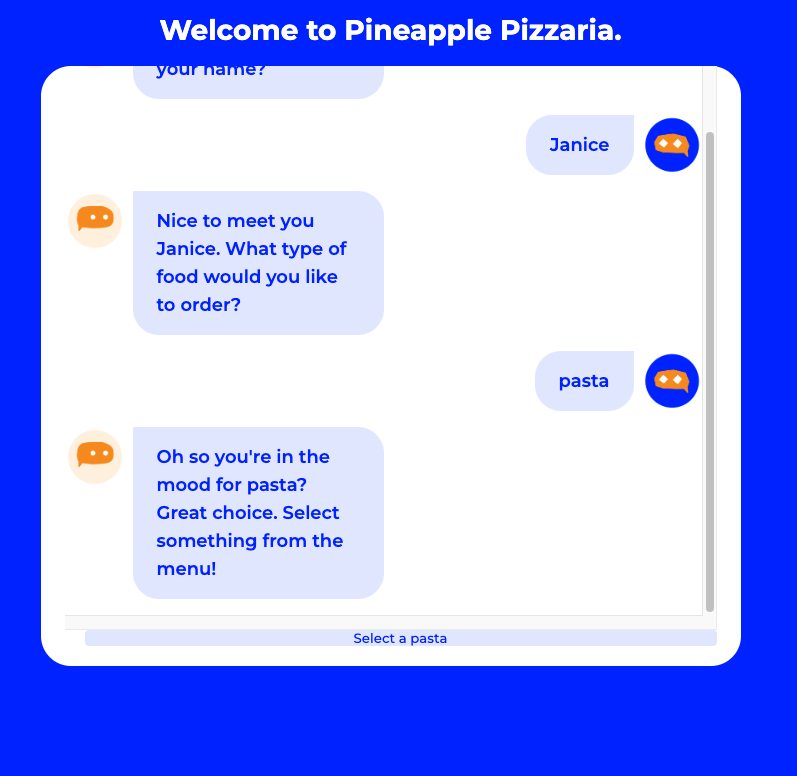 Welcome to Pineapple Pizzaria.
your name?
Janice
Nice to meet you
Janice. What type of
food would you like
to order?
pasta
Oh so you're in the
mood for pasta?
Great choice. Select
something from the
menu!
Select a pasta